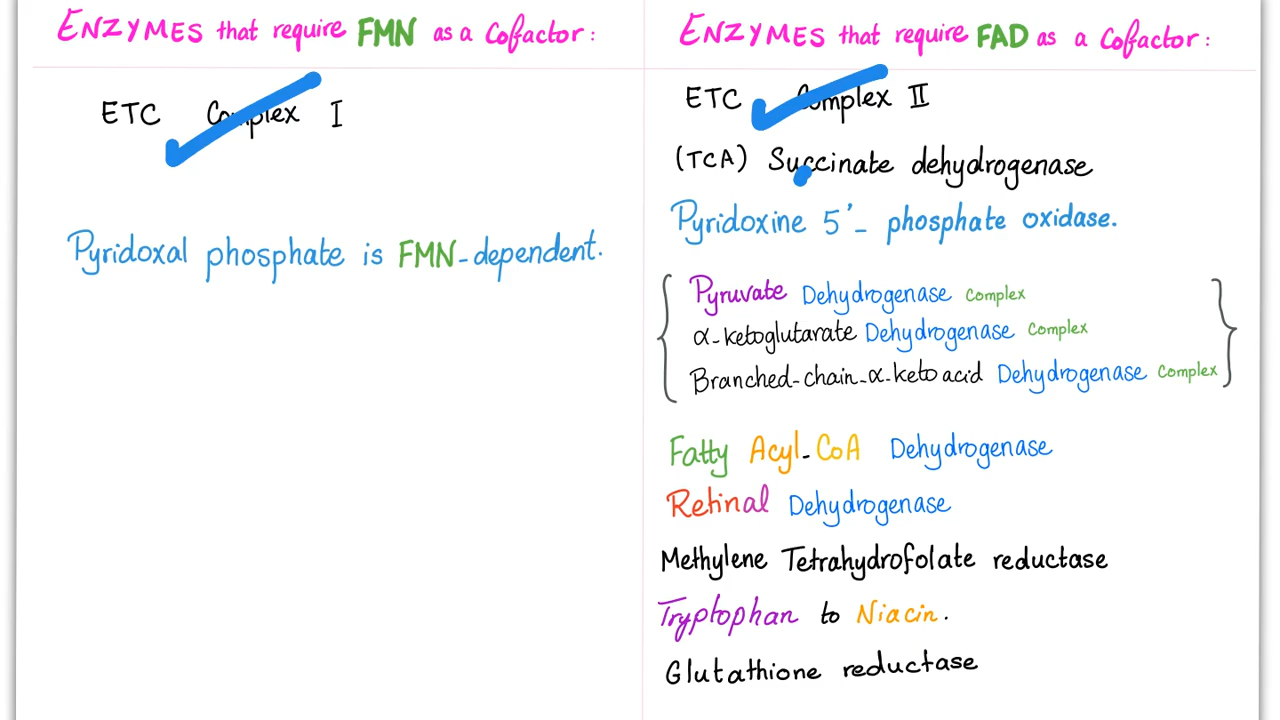 ENZYMES that require FMN as a Cofactor:
ETC Complex I
Pyridoxal phosphate is FMN-dependent.
ENZYMES that require FAD as a Cofactor:
ETC Complex II
(TCA) Succinate dehydrogenase
Pyridoxine 5'- phosphate oxidase.
Pyruvate Dehydrogenase Complex
α-ketoglutarate Dehydrogenase Complex
Branched-chain-α-ketoacid Dehydrogenase Complex
Fatty Acyl-CoA Dehydrogenase
Retinal Dehydrogenase
Methylene Tetrahydrofolate reductase
Tryptophan to Niacin.
Glutathione reductase